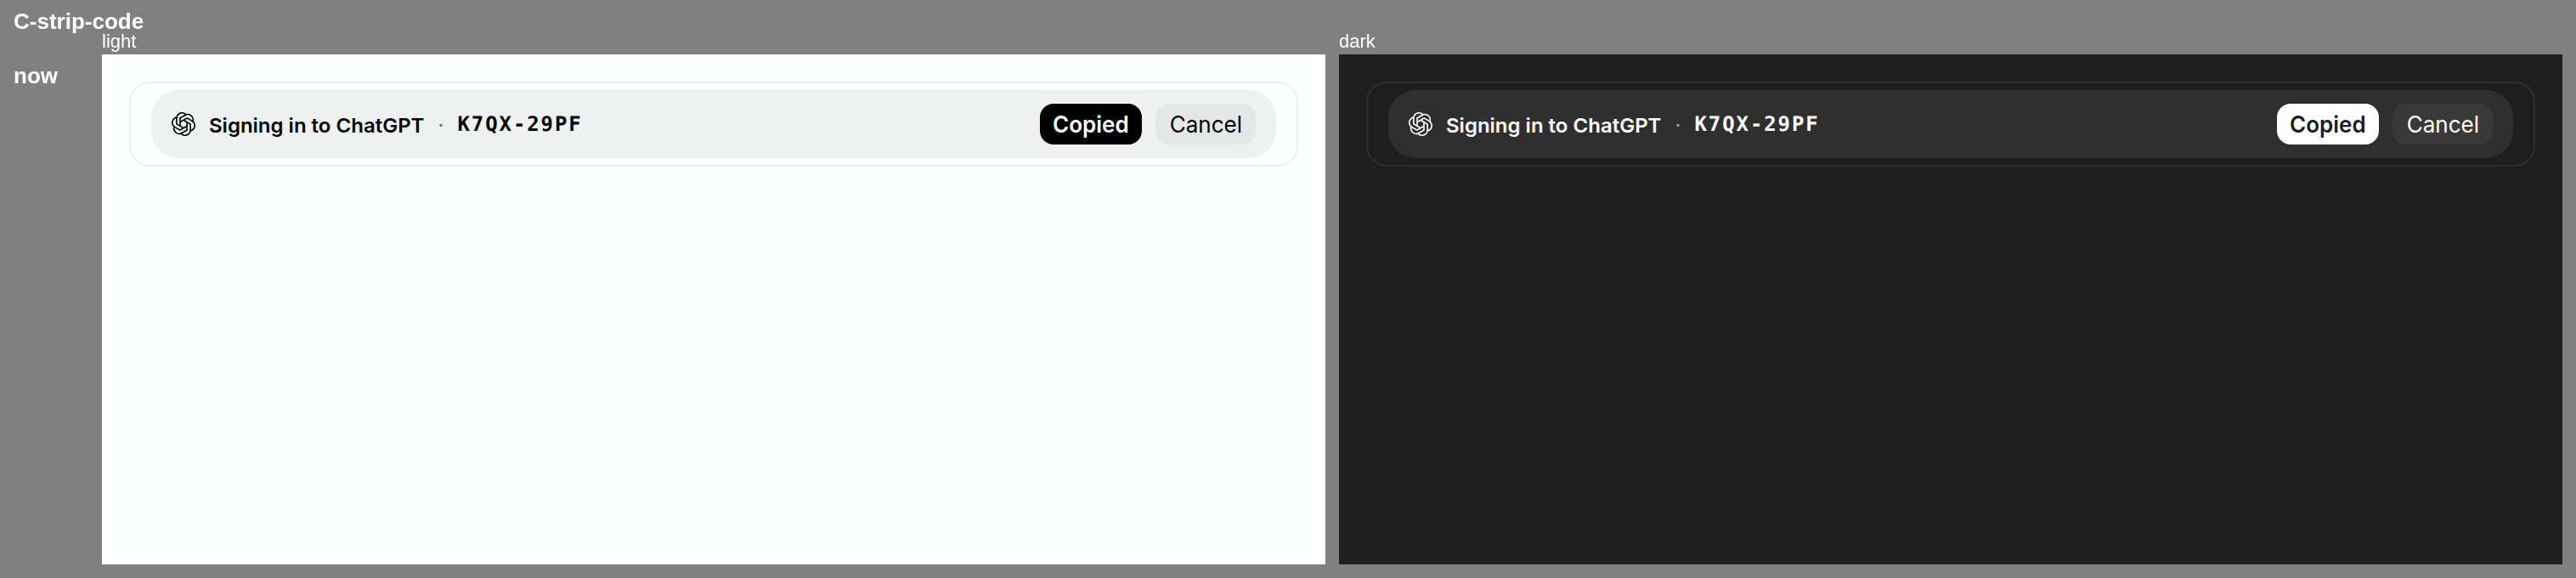 C-strip-code
light
dark
now
Signing in to ChatGPT · K7QX-29PF
Copied
Cancel
Signing in to ChatGPT · K7QX-29PF
Copied
Cancel